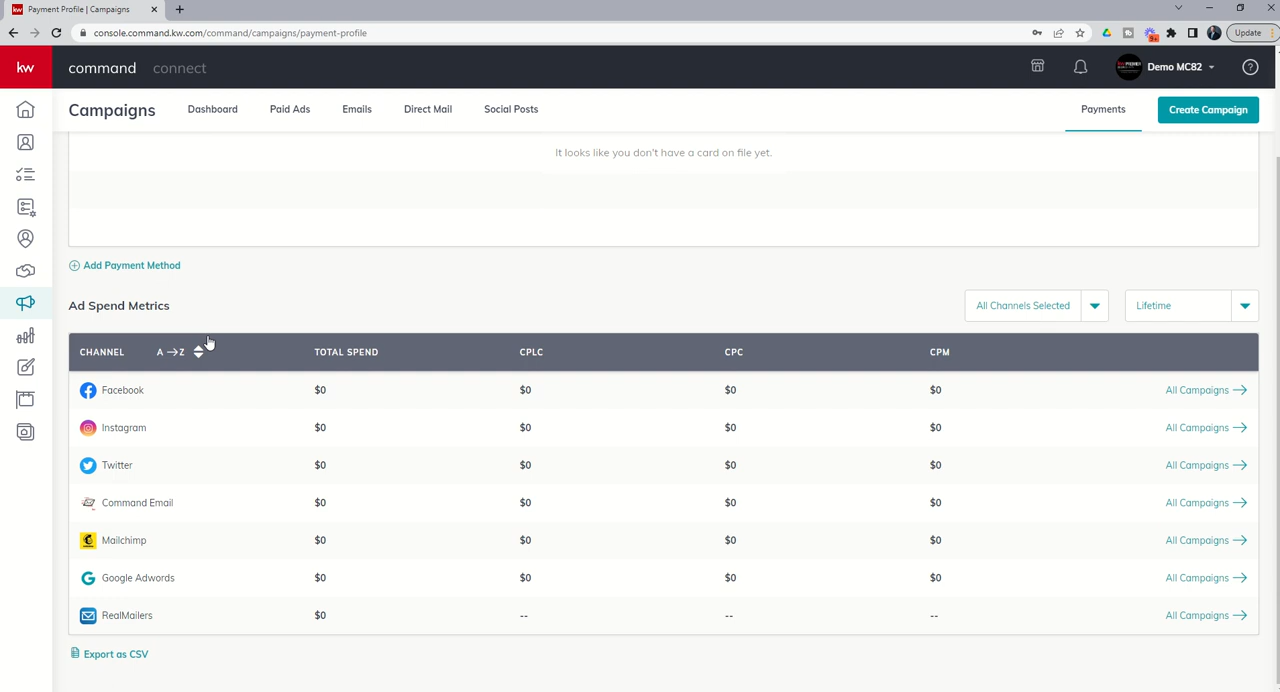 kw Payment Profile | Campaigns
console.command.kw.com/command/campaigns/payment-profile
9+
Update
kw command connect Demo MC82
Campaigns Dashboard Paid Ads Emails Direct Mail Social Posts Payments Create Campaign
It looks like you don't have a card on file yet.
Add Payment Method
Ad Spend Metrics All Channels Selected Lifetime
CHANNEL A→Z TOTAL SPEND CPLC CPC CPM
Facebook $0 $0 $0 $0 All Campaigns →
Instagram $0 $0 $0 $0 All Campaigns →
Twitter $0 $0 $0 $0 All Campaigns →
Command Email $0 $0 $0 $0 All Campaigns →
Mailchimp $0 $0 $0 $0 All Campaigns →
Google Adwords $0 $0 $0 $0 All Campaigns →
RealMailers $0 -- -- -- All Campaigns →
Export as CSV